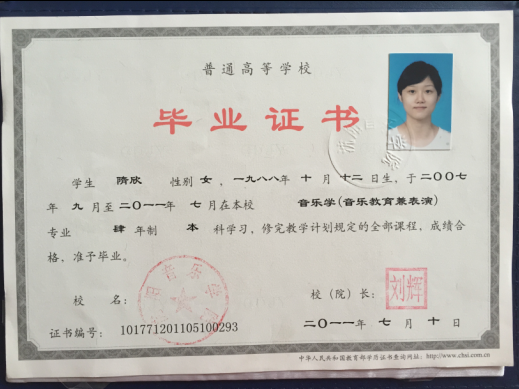 普通高等学校
毕业证书
学生 隋欣 性别 女 ，一九八八年 十 月 十二 日生，于 二〇〇七
年 九 月至 二〇一一 年 七 月在本校 音乐学(音乐教育兼表演)
专业 肆 年制 本 科学习，修完教学计划规定的全部课程，成绩合
格，准予毕业。
校 名： 校（院）长： 刘辉
证书编号： 101771201105100293 二〇一一 年 七 月 十 日
中华人民共和国教育部学历证书查询网址：http://www.chsi.com.cn